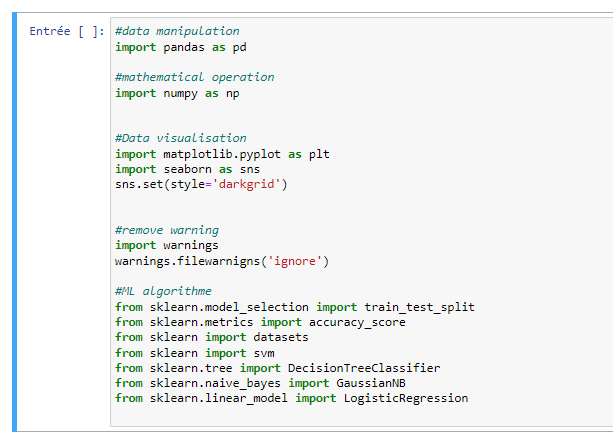 Entrée [ ]: #data manipulation
import pandas as pd
#mathematical operation
import numpy as np
#Data visualisation
import matplotlib.pyplot as plt
import seaborn as sns
sns.set(style='darkgrid')
#remove warning
import warnings
warnings.filewarnigns('ignore')
#ML algorithme
from sklearn.model_selection import train_test_split
from sklearn.metrics import accuracy_score
from sklearn import datasets
from sklearn import svm
from sklearn.tree import DecisionTreeClassifier
from sklearn.naive_bayes import GaussianNB
from sklearn.linear_model import LogisticRegression